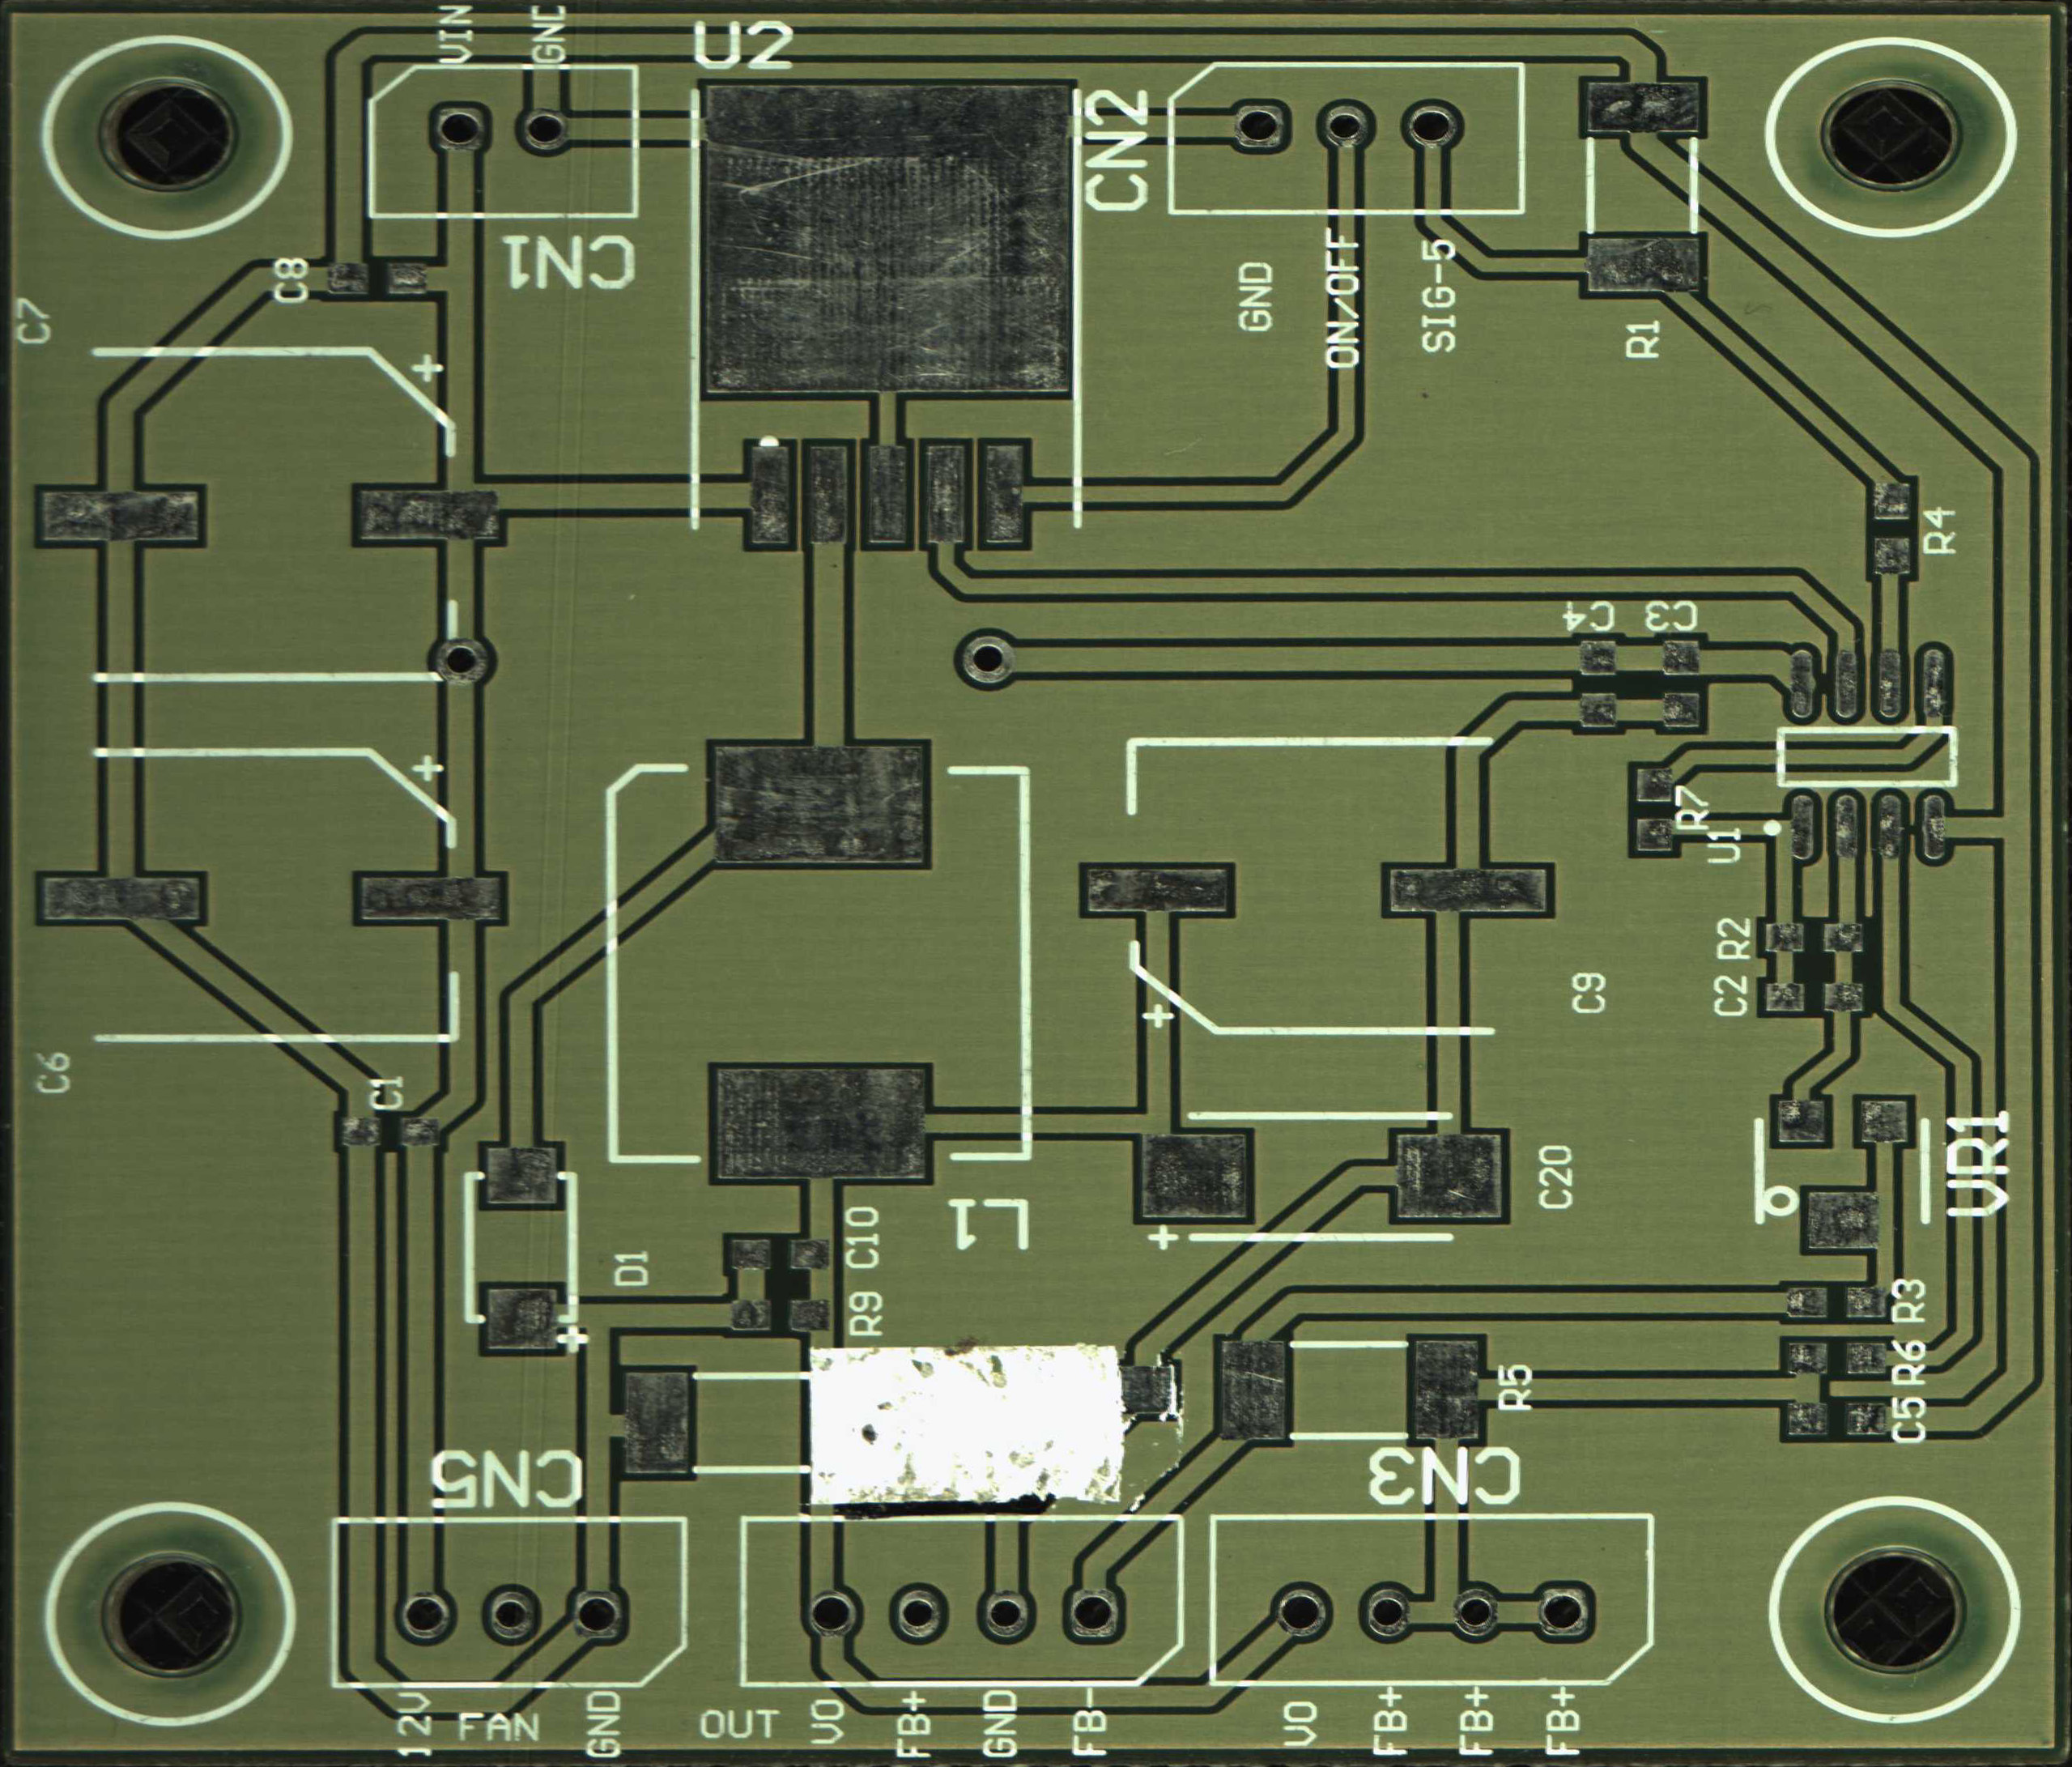 VIN
GND
U2
CN2
CN1
C8
C7
GND
ON/OFF
SIG-5
R1
+
R4
C4
C3
+
R7
U1
R2
C2
C9
+
C6
C1
VR1
C20
L1
+
C10
D1
R9
+
R3
R6
R5
C5
CN5
CN3
12V
FAN
GND
OUT
VO
FB+
GND
FB-
VO
FB+
FB+
FB+